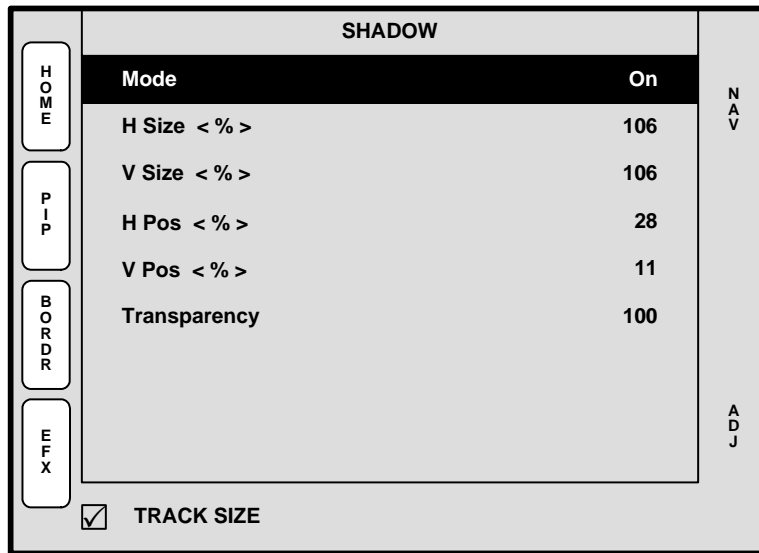 SHADOW
HOME
Mode On
NAV
H Size < % > 106
V Size < % > 106
PIP
H Pos < % > 28
V Pos < % > 11
BORDR
Transparency 100
EFX
ADJ
TRACK SIZE